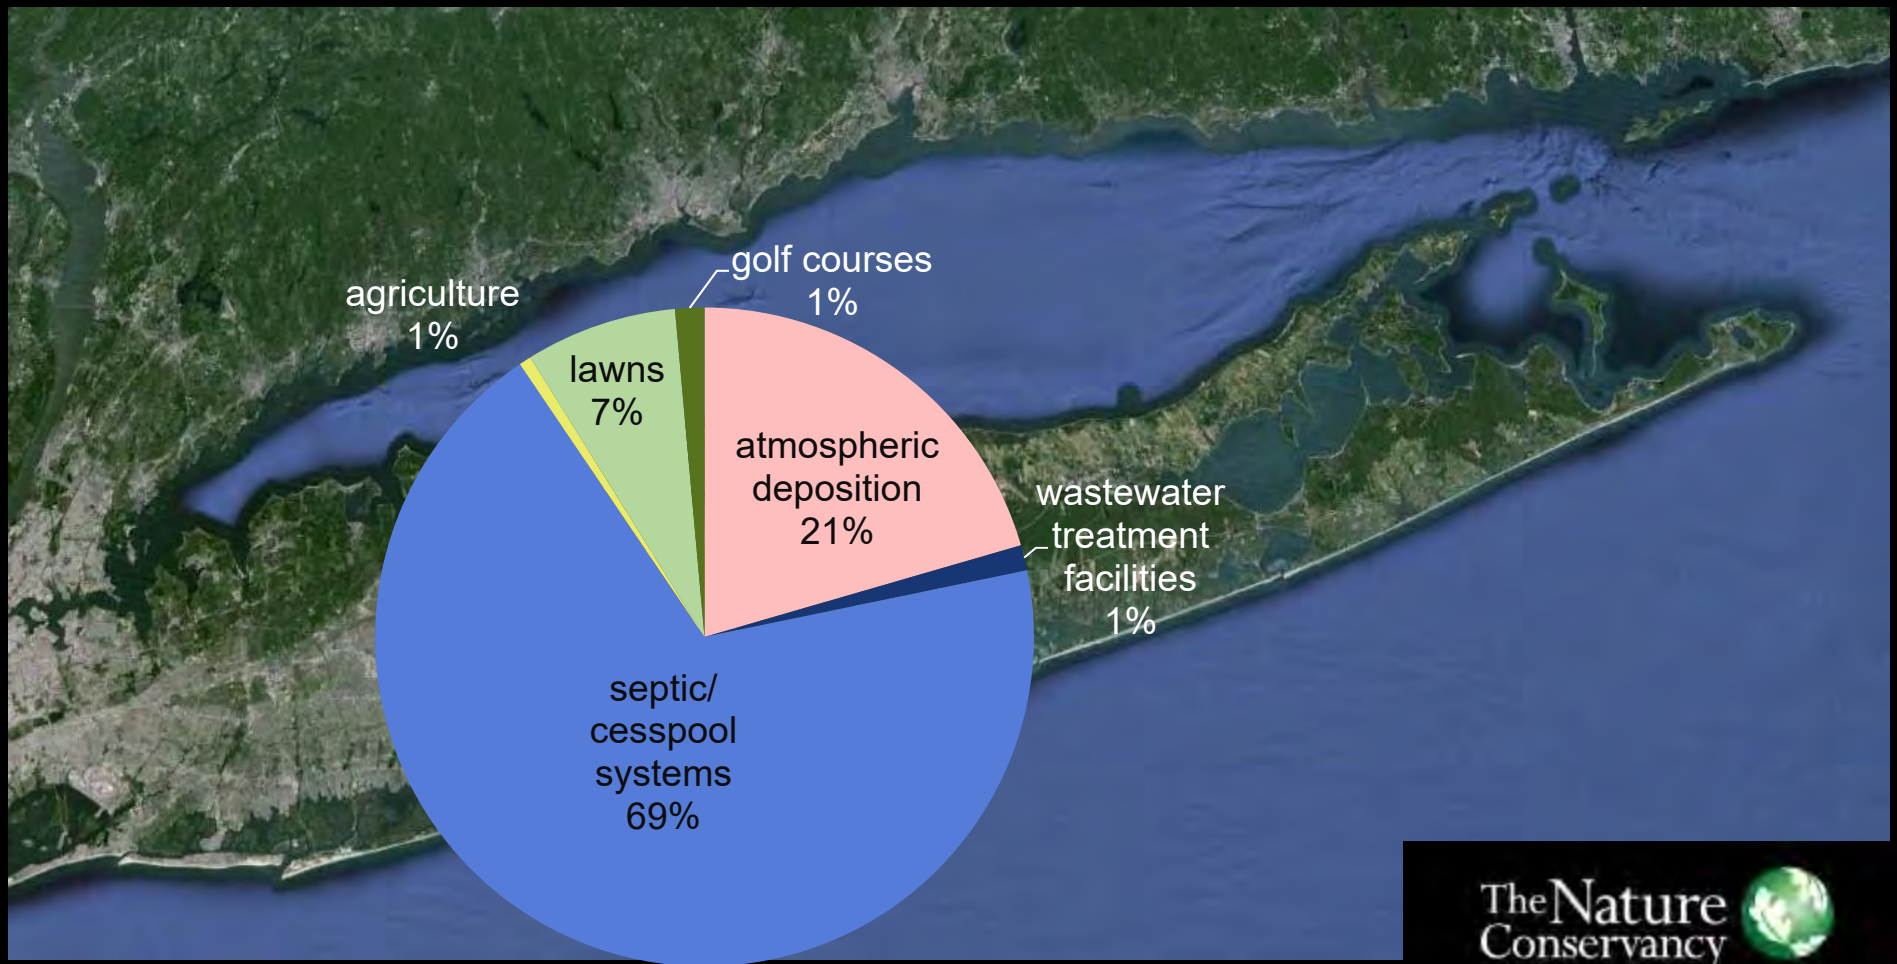 golf courses
1%
agriculture
1%
lawns
7%
atmospheric
deposition
21%
wastewater
treatment
facilities
1%
septic/
cesspool
systems
69%
The Nature
Conservancy